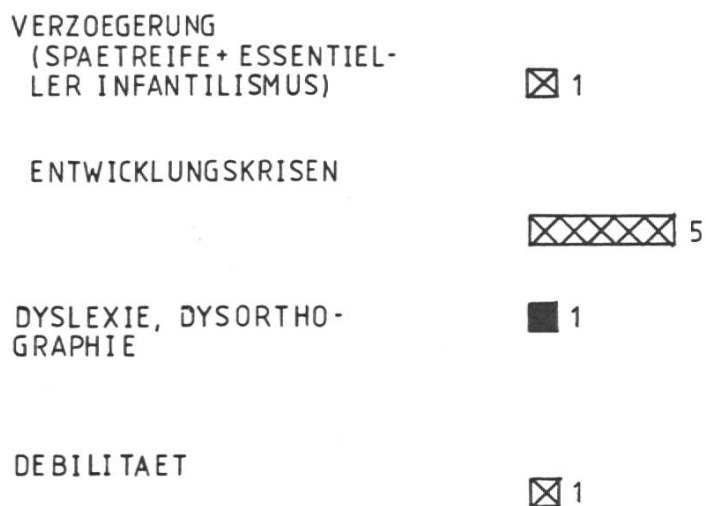 VERZOEGERUNG
(SPAETREIFE + ESSENTIEL-
LER INFANTILISMUS) 1
ENTWICKLUNGSKRISEN
5
DYSLEXIE, DYSORTHO- 1
GRAPHIE
DEBILITAET
1